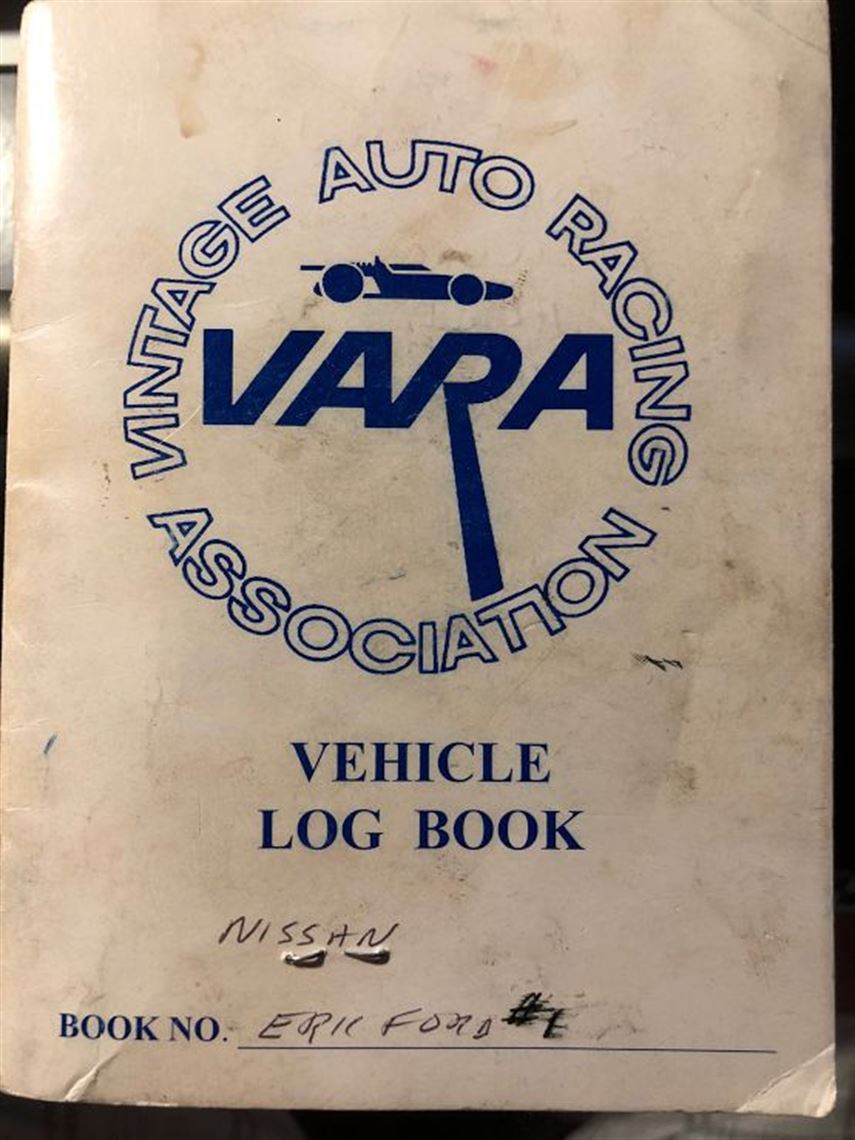 VINTAGE AUTO RACING
VARA
ASSOCIATION
VEHICLE
LOG BOOK
NISSAN
BOOK NO. ERIC FORD #1